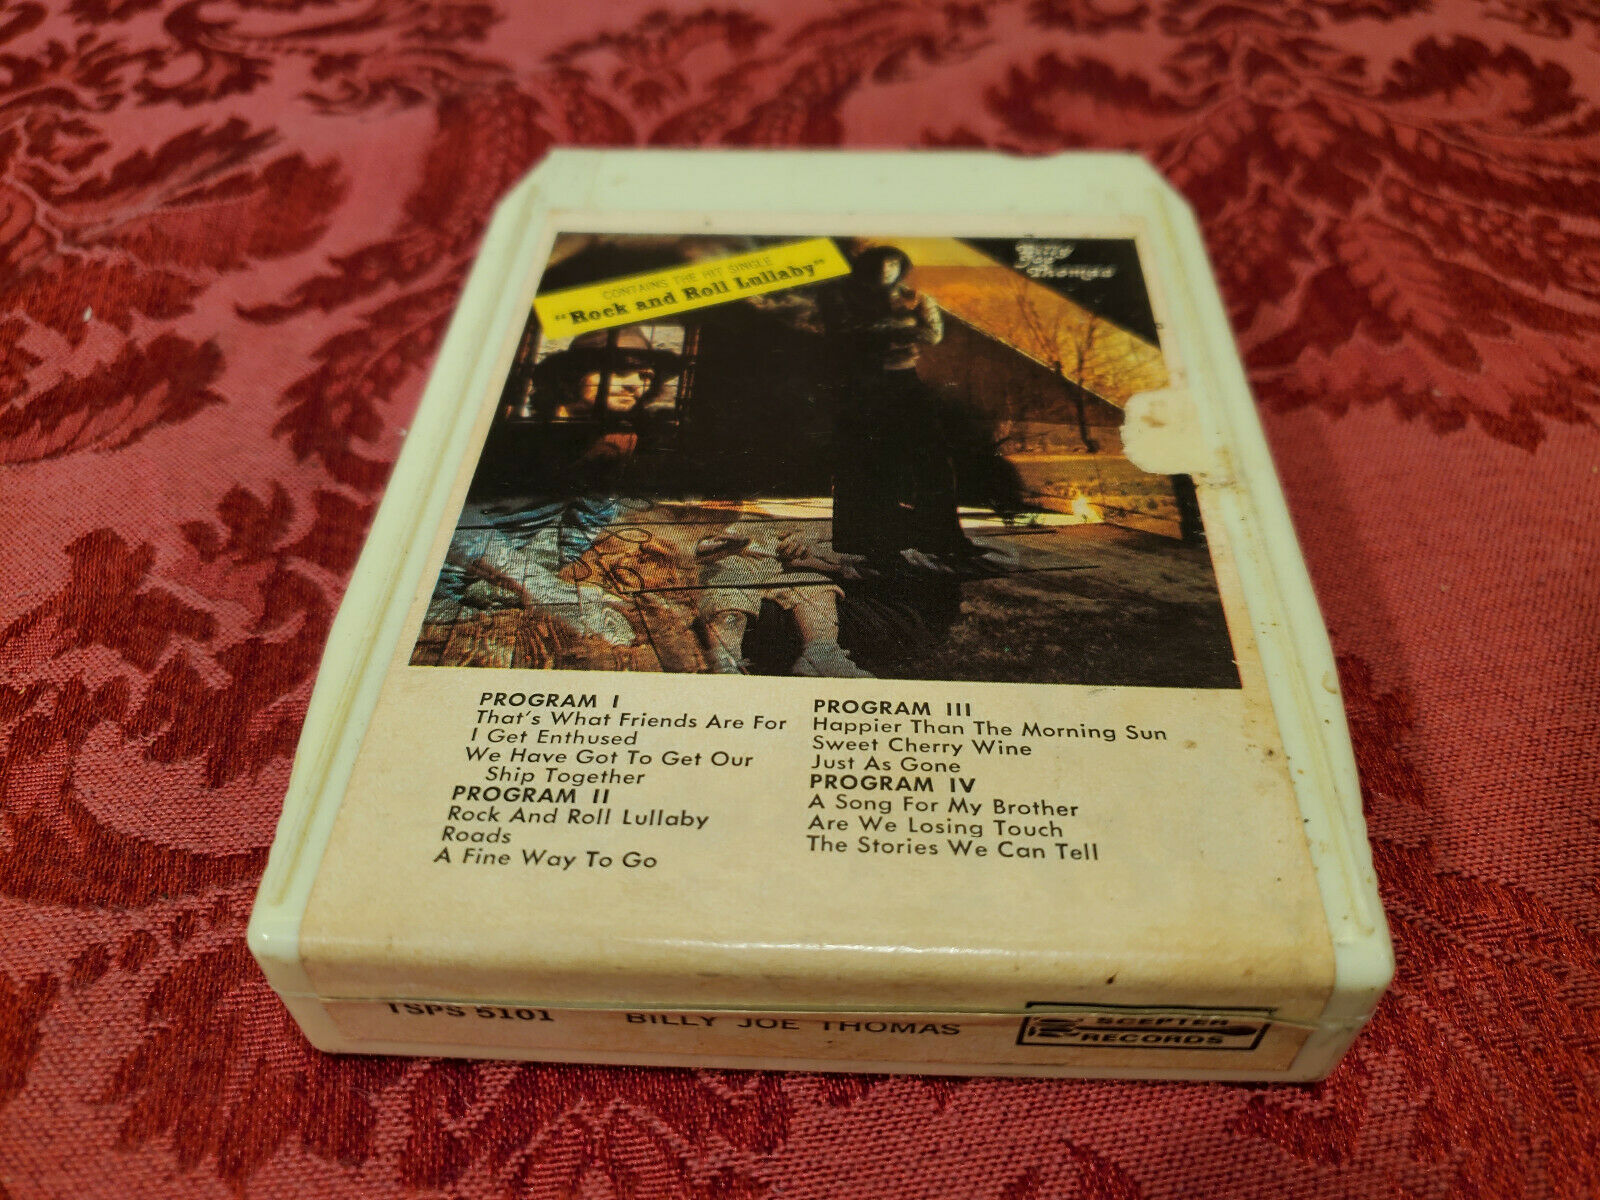 CONTAINS THE HIT SINGLE
"Rock and Roll Lullaby"
Billy
Joe
Thomas
PROGRAM I
That's What Friends Are For
I Get Enthused
We Have Got To Get Our
Ship Together
PROGRAM II
Rock And Roll Lullaby
Roads
A Fine Way To Go
PROGRAM III
Happier Than The Morning Sun
Sweet Cherry Wine
Just As Gone
PROGRAM IV
A Song For My Brother
Are We Losing Touch
The Stories We Can Tell
TSPS 5101 BILLY JOE THOMAS
SCEPTER
RECORDS